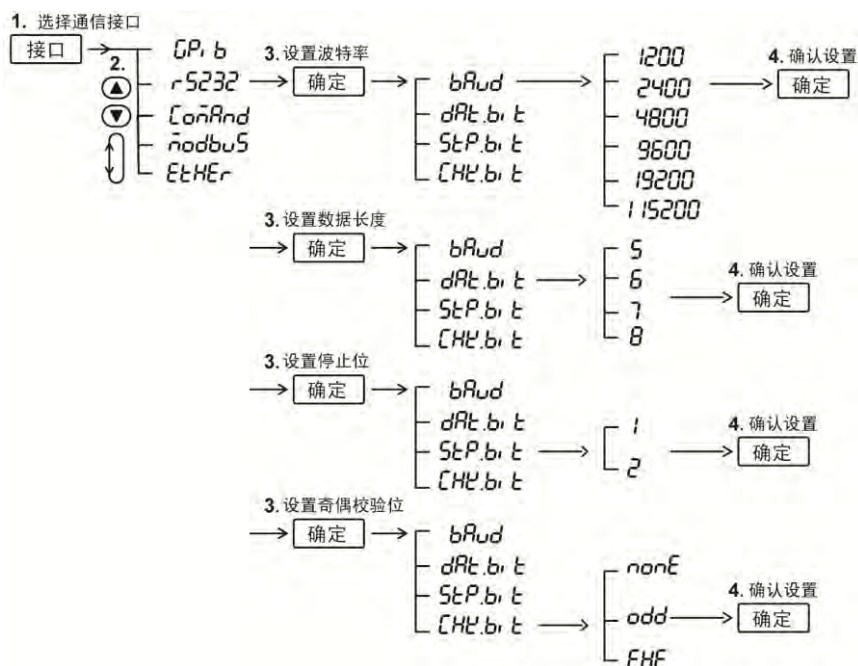 1. 选择通信接口
接口
2.
GPib
rS232
ComAnd
modbuS
EtHEr
3.设置波特率
确定
bAud
dAt.bit
StP.bit
CHK.bit
1200
2400
4800
9600
19200
115200
4. 确认设置
确定
3.设置数据长度
确定
bAud
dAt.bit
StP.bit
CHK.bit
5
6
7
8
4. 确认设置
确定
3.设置停止位
确定
bAud
dAt.bit
StP.bit
CHK.bit
1
2
4. 确认设置
确定
3.设置奇偶校验位
确定
bAud
dAt.bit
StP.bit
CHK.bit
nonE
odd
4. 确认设置
确定